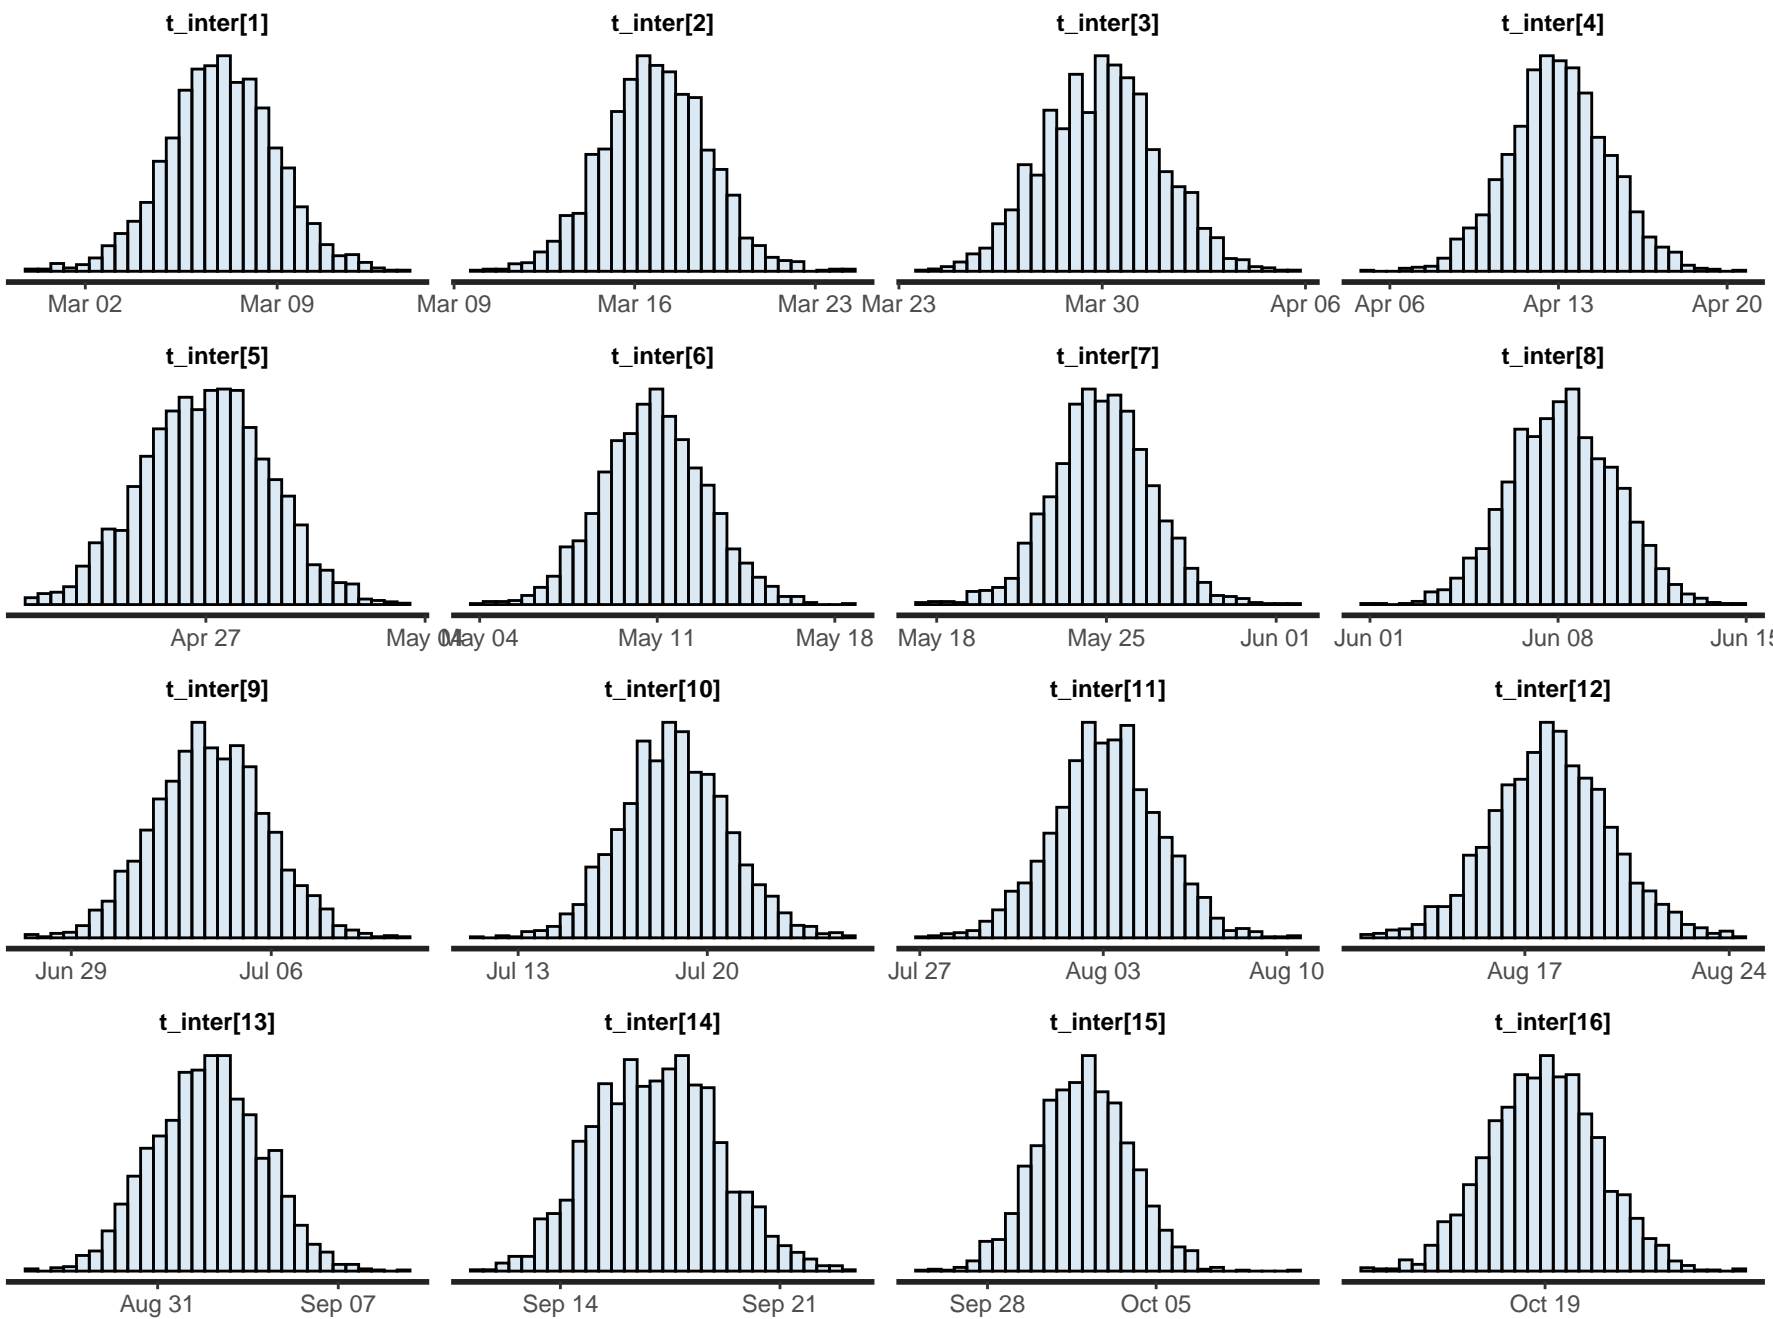 t_inter[1] t_inter[2] t_inter[3] t_inter[4]
Mar 02 Mar 09 Mar 09 Mar 16 Mar 23 Mar 23 Mar 30 Apr 06 Apr 06 Apr 13 Apr 20
t_inter[5] t_inter[6] t_inter[7] t_inter[8]
Apr 27 May 04 May 04 May 11 May 18 May 18 May 25 Jun 01 Jun 01 Jun 08 Jun 15
t_inter[9] t_inter[10] t_inter[11] t_inter[12]
Jun 29 Jul 06 Jul 13 Jul 20 Jul 27 Aug 03 Aug 10 Aug 17 Aug 24
t_inter[13] t_inter[14] t_inter[15] t_inter[16]
Aug 31 Sep 07 Sep 14 Sep 21 Sep 28 Oct 05 Oct 19